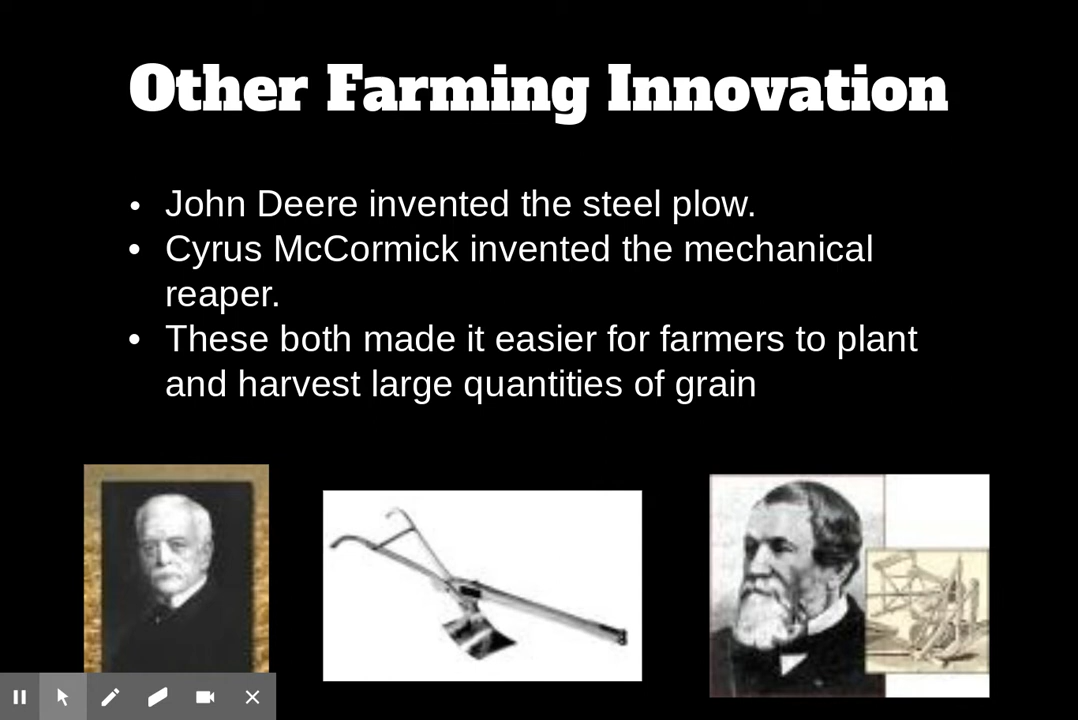 Other Farming Innovation
• John Deere invented the steel plow.
• Cyrus McCormick invented the mechanical
reaper.
• These both made it easier for farmers to plant
and harvest large quantities of grain